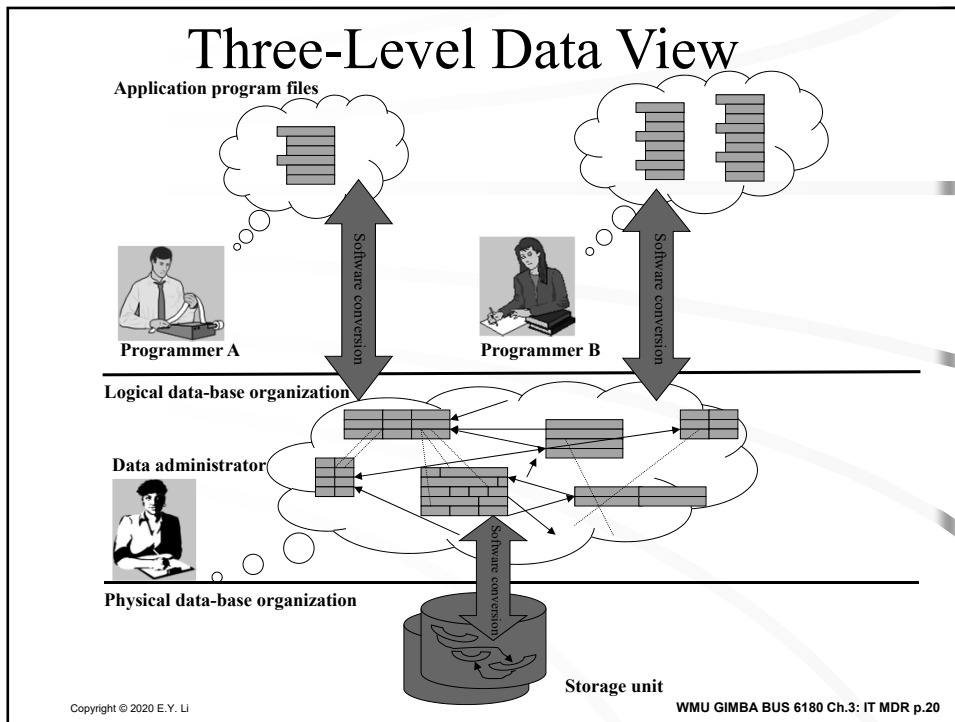 Three-Level Data View
Application program files
Software conversion
Software conversion
Programmer A
Programmer B
Logical data-base organization
Data administrator
Software conversion
Physical data-base organization
Storage unit
Copyright © 2020 E.Y. Li
WMU GIMBA BUS 6180 Ch.3: IT MDR p.20